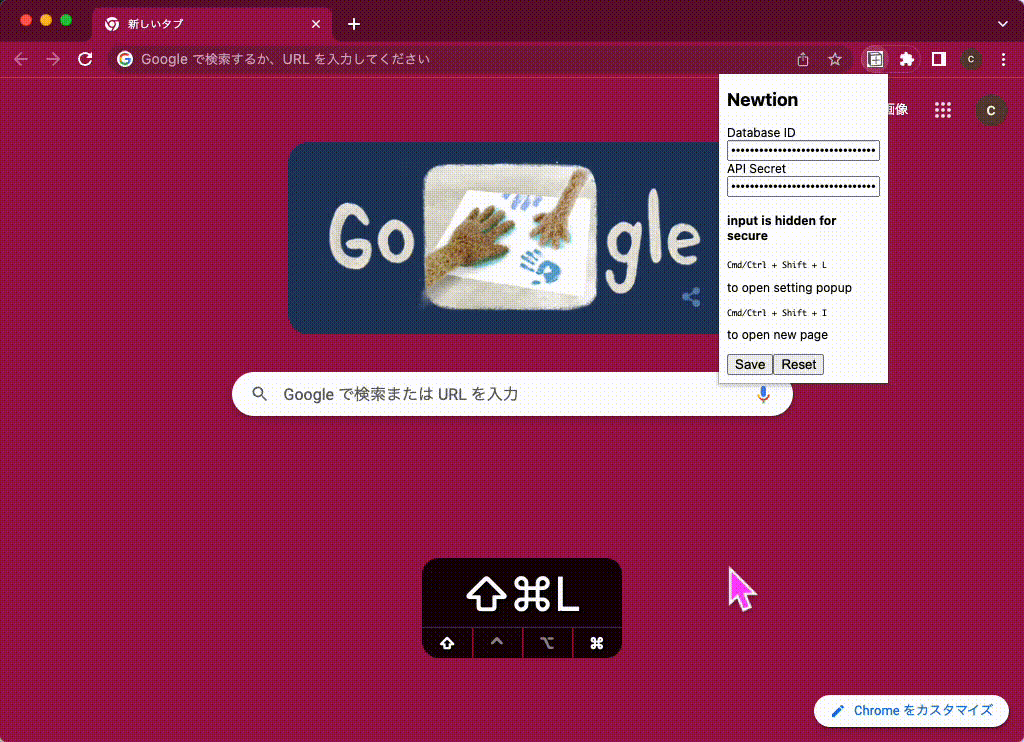 新しいタブ
Google で検索するか、URL を入力してください
C
画像
C
Newtion
Database ID
••••••••••••••••••••••••••••••
API Secret
••••••••••••••••••••••••••••••
input is hidden for
secure
Cmd/Ctrl + Shift + L
to open setting popup
Cmd/Ctrl + Shift + I
to open new page
Save Reset
Google
Google で検索または URL を入力
⇧⌘L
⇧ ^ ⌥ ⌘
Chrome をカスタマイズ